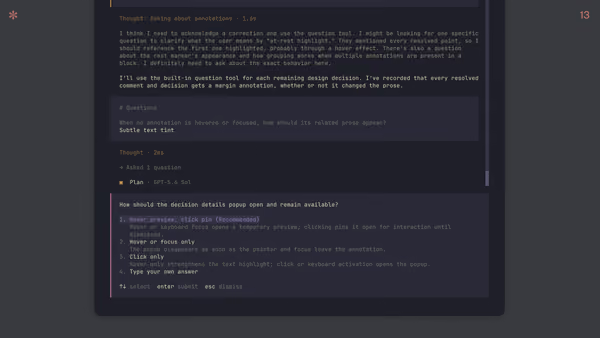 13
Thought: Asking about annotations · 1.6s
I think I need to acknowledge a correction and use the question tool. I might be looking for one specific
question to clarify what the user means by "at-rest highlight." They mentioned every resolved point, so I
should reference the first one highlighted, probably through a hover effect. There's also a question
about the rest marker's appearance and how grouping works when multiple annotations are present in a
block. I definitely need to ask about the exact behavior here.
I'll use the built-in question tool for each remaining design decision. I've recorded that every resolved
comment and decision gets a margin annotation, whether or not it changed the prose.
# Questions
When no annotation is hovered or focused, how should its related prose appear?
Subtle text tint
Thought · 2ms
→ Asked 1 question
Plan · GPT-5.6 Sol
How should the decision details popup open and remain available?
1. Hover preview, click pin (Recommended)
Hover or keyboard focus opens a temporary preview; clicking pins it open for interaction until
dismissed.
2. Hover or focus only
The popup disappears as soon as the pointer and focus leave the annotation.
3. Click only
Hover only strengthens the text highlight; click or keyboard activation opens the popup.
4. Type your own answer
↑↓ select enter submit esc dismiss